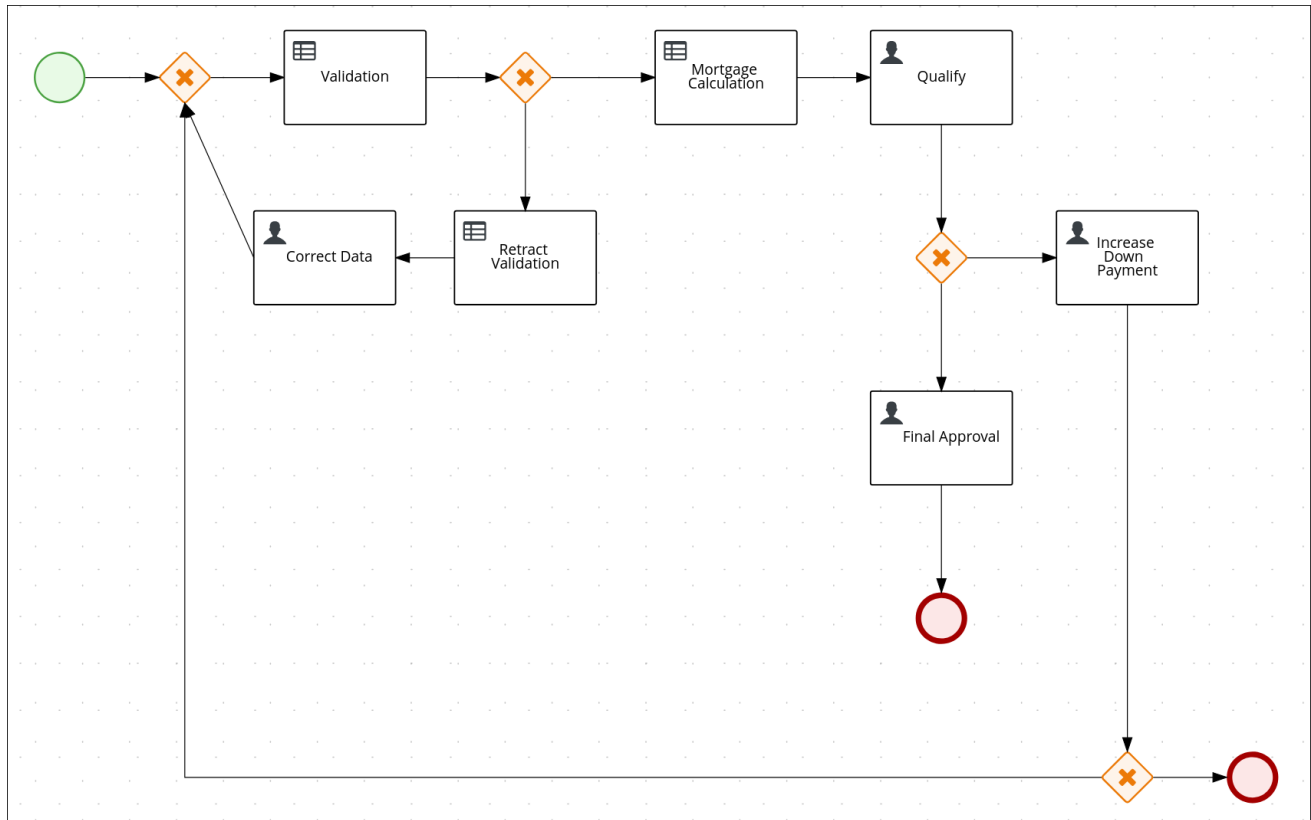 Validation
Mortgage
Calculation
Qualify
Correct Data
Retract
Validation
Increase
Down
Payment
Final Approval